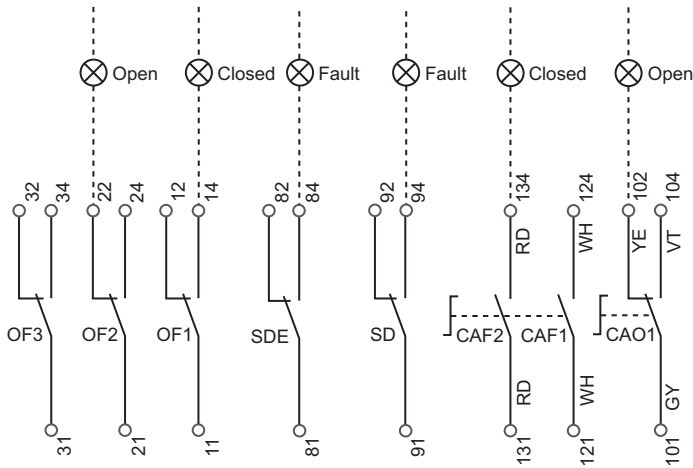 Open Closed Fault Fault Closed Open
32 34 22 24 12 14 82 84 92 94 134 124 102 104
RD WH YE VT
OF3 OF2 OF1 SDE SD CAF2 CAF1 CAO1
RD WH GY
31 21 11 81 91 131 121 101